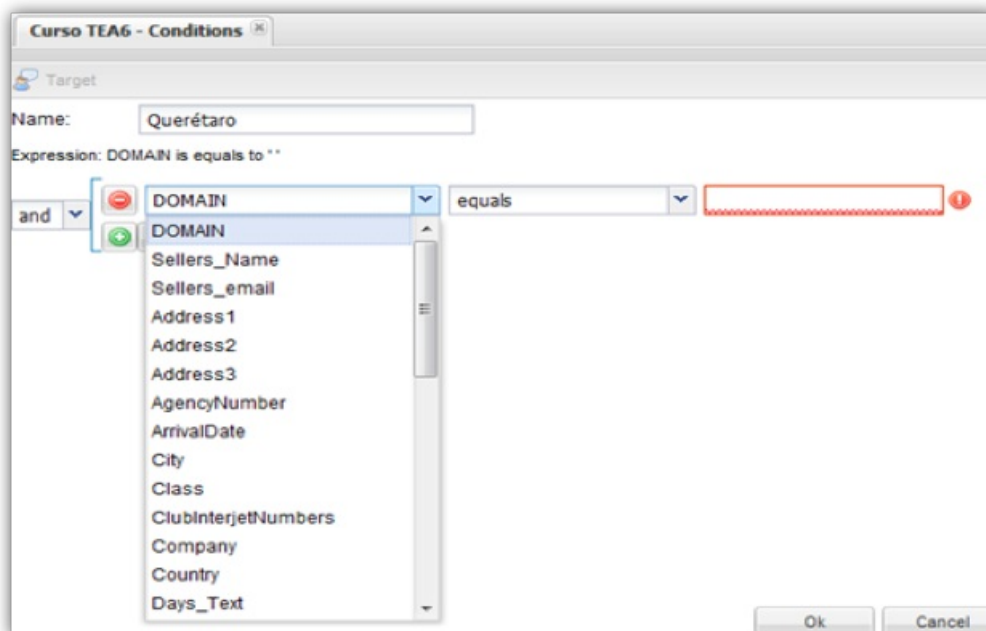 Curso TEA6 - Conditions
Target
Name: Querétaro
Expression: DOMAIN is equals to " "
and DOMAIN equals
DOMAIN
Sellers_Name
Sellers_email
Address1
Address2
Address3
AgencyNumber
ArrivalDate
City
Class
ClubInterjetNumbers
Company
Country
Days_Text
Ok Cancel